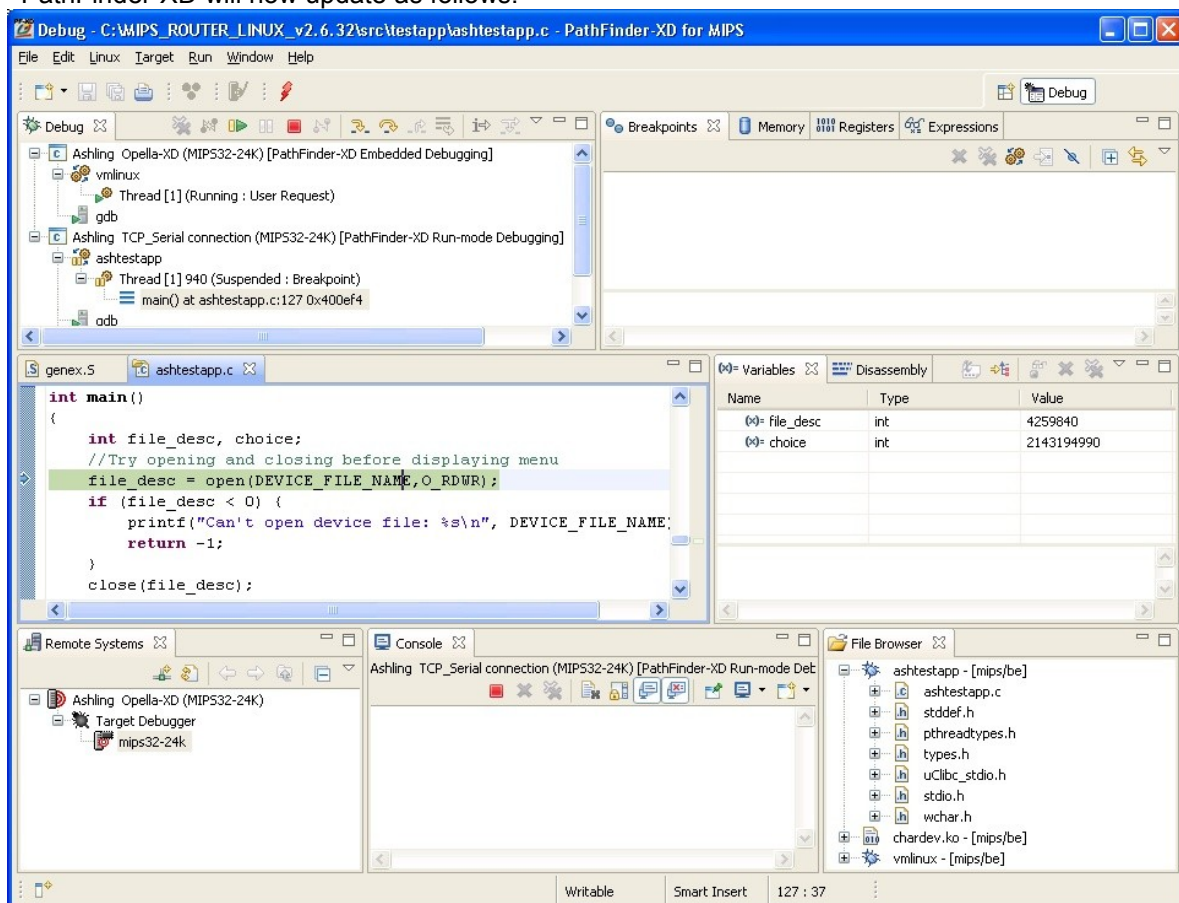 PathFinder-XD will now update as follows:
Debug - C:\MIPS_ROUTER_LINUX_v2.6.32\src\testapp\ashtestapp.c - PathFinder-XD for MIPS
File Edit Linux Target Run Window Help
Debug
Debug
Ashling Opella-XD (MIPS32-24K) [PathFinder-XD Embedded Debugging]
vmlinux
Thread [1] (Running : User Request)
gdb
Ashling TCP_Serial connection (MIPS32-24K) [PathFinder-XD Run-mode Debugging]
ashtestapp
Thread [1] 940 (Suspended : Breakpoint)
main() at ashtestapp.c:127 0x400ef4
gdb
Breakpoints Memory Registers Expressions
genex.S ashtestapp.c
int main()
{
int file_desc, choice;
//Try opening and closing before displaying menu
file_desc = open(DEVICE_FILE_NAME,O_RDWR);
if (file_desc < 0) {
printf("Can't open device file: %s\n", DEVICE_FILE_NAME
return -1;
}
close(file_desc);
Variables Disassembly
Name Type Value
file_desc int 4259840
choice int 2143194990
Remote Systems
Ashling Opella-XD (MIPS32-24K)
Target Debugger
mips32-24k
Console
Ashling TCP_Serial connection (MIPS32-24K) [PathFinder-XD Run-mode Det
File Browser
ashtestapp - [mips/be]
ashtestapp.c
stddef.h
pthreadtypes.h
types.h
uClibc_stdio.h
stdio.h
wchar.h
chardev.ko - [mips/be]
vmlinux - [mips/be]
Writable Smart Insert 127 : 37